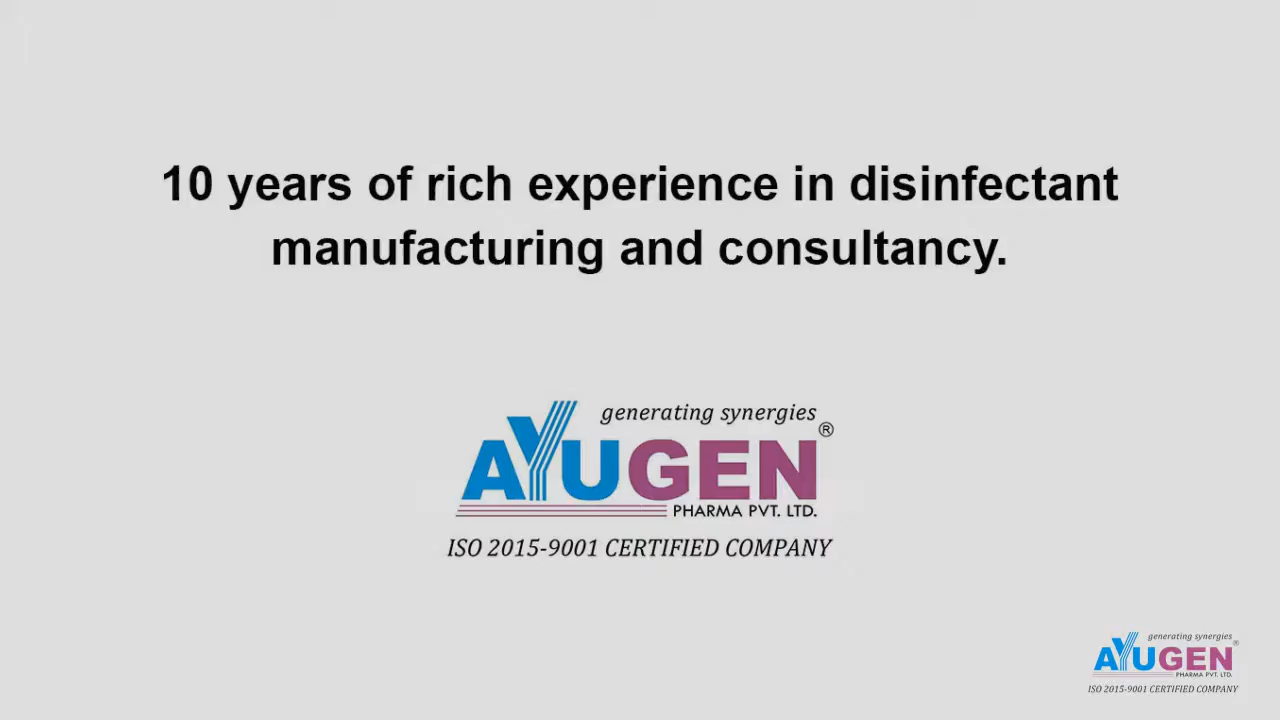 10 years of rich experience in disinfectant
manufacturing and consultancy.
generating synergies
AYUGEN®
PHARMA PVT. LTD.
ISO 2015-9001 CERTIFIED COMPANY
generating synergies
AYUGEN®
PHARMA PVT. LTD.
ISO 2015-9001 CERTIFIED COMPANY